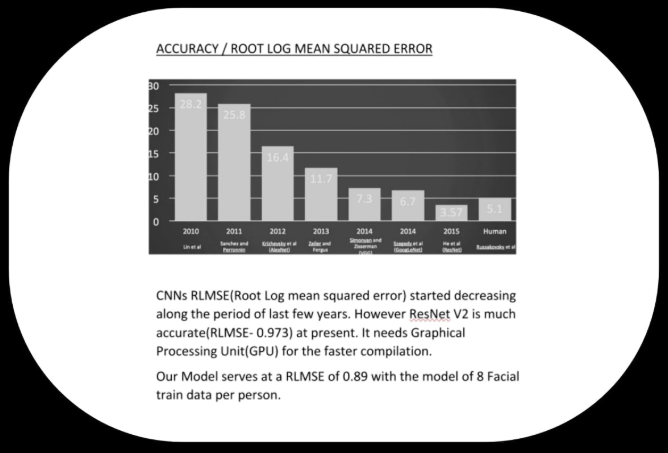 ACCURACY / ROOT LOG MEAN SQUARED ERROR
30
25
20
15
10
5
0
28.2
25.8
16.4
11.7
7.3
6.7
3.57
5.1
2010 2011 2012 2013 2014 2014 2015 Human
Lin et al
Sanchez and
Perronnin
Krizhevsky et al
(AlexNet)
Zeiler and
Fergus
Simonyan and
Zisserman
(VGG)
Szegedy et al
(GoogLeNet)
He et al
(ResNet)
Russakovsky et al
CNNs RLMSE(Root Log mean squared error) started decreasing
along the period of last few years. However ResNet V2 is much
accurate(RLMSE- 0.973) at present. It needs Graphical
Processing Unit(GPU) for the faster compilation.
Our Model serves at a RLMSE of 0.89 with the model of 8 Facial
train data per person.